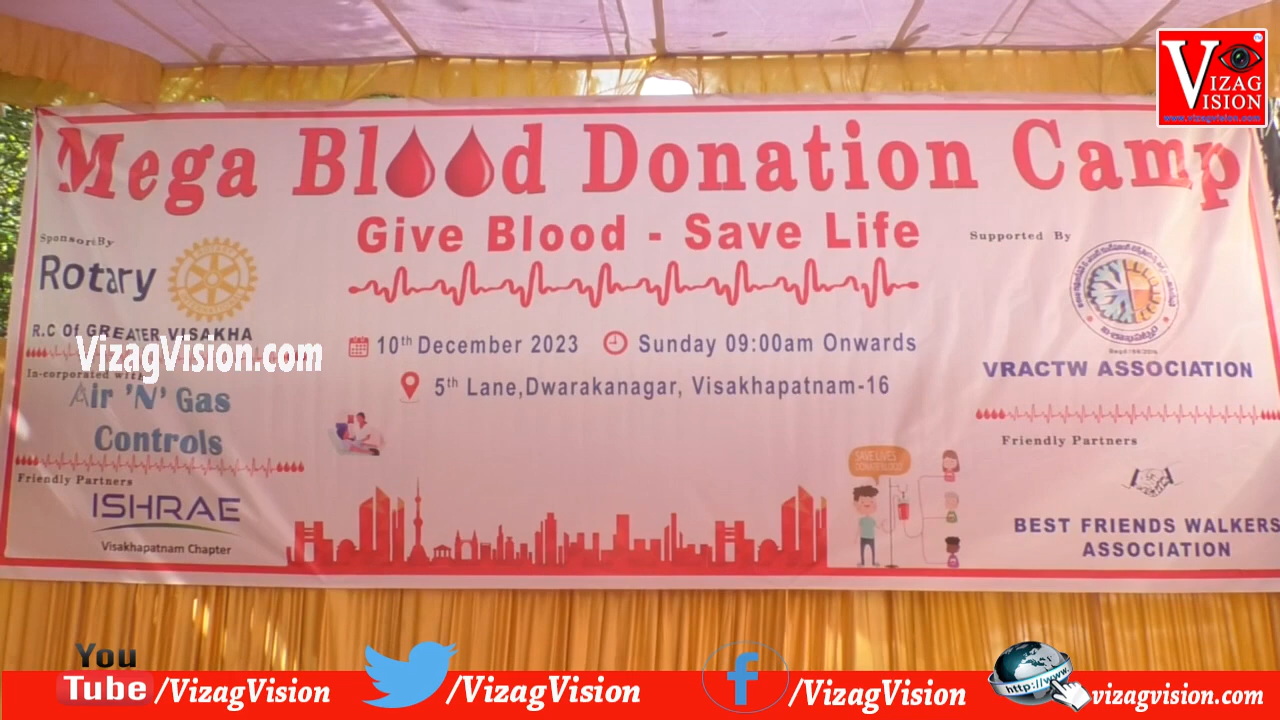 VIZAG
VISION
www.vizagvision.com
Mega Blood Donation Camp
Give Blood - Save Life
Sponsor By
Rotary
R.C Of GREATER VISAKHA
VizagVision.com
In-corporated with
Air 'N' Gas
Controls
Friendly Partners
ISHRAE
Visakhapatnam Chapter
10th December 2023
Sunday 09:00am Onwards
5th Lane,Dwarakanagar, Visakhapatnam-16
SAVE LIVES
DONATE BLOOD
Supported By
VRACTW ASSOCIATION
Friendly Partners
BEST FRIENDS WALKERS
ASSOCIATION
You
Tube /VizagVision
/VizagVision
f /VizagVision
http://www.
vizagvision.com